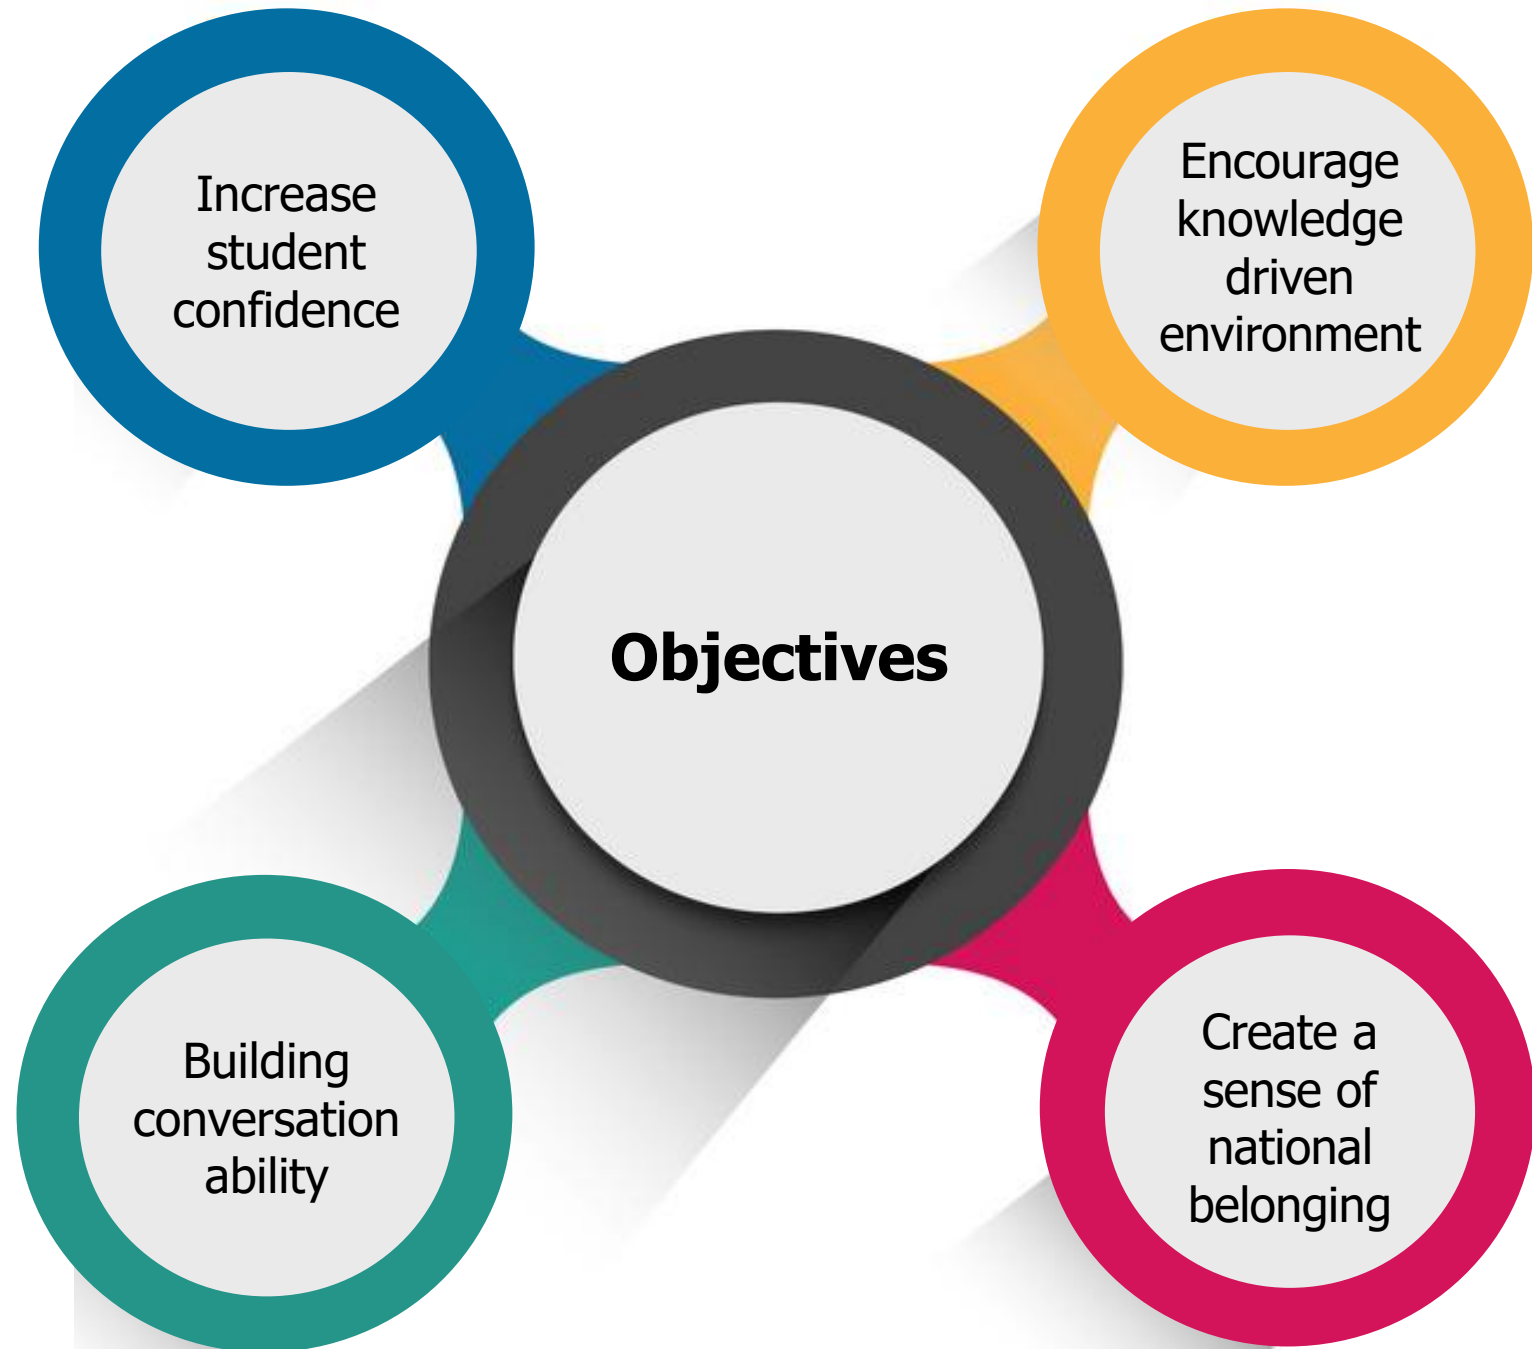 Increase
student
confidence
Encourage
knowledge
driven
environment
Objectives
Building
conversation
ability
Create a
sense of
national
belonging